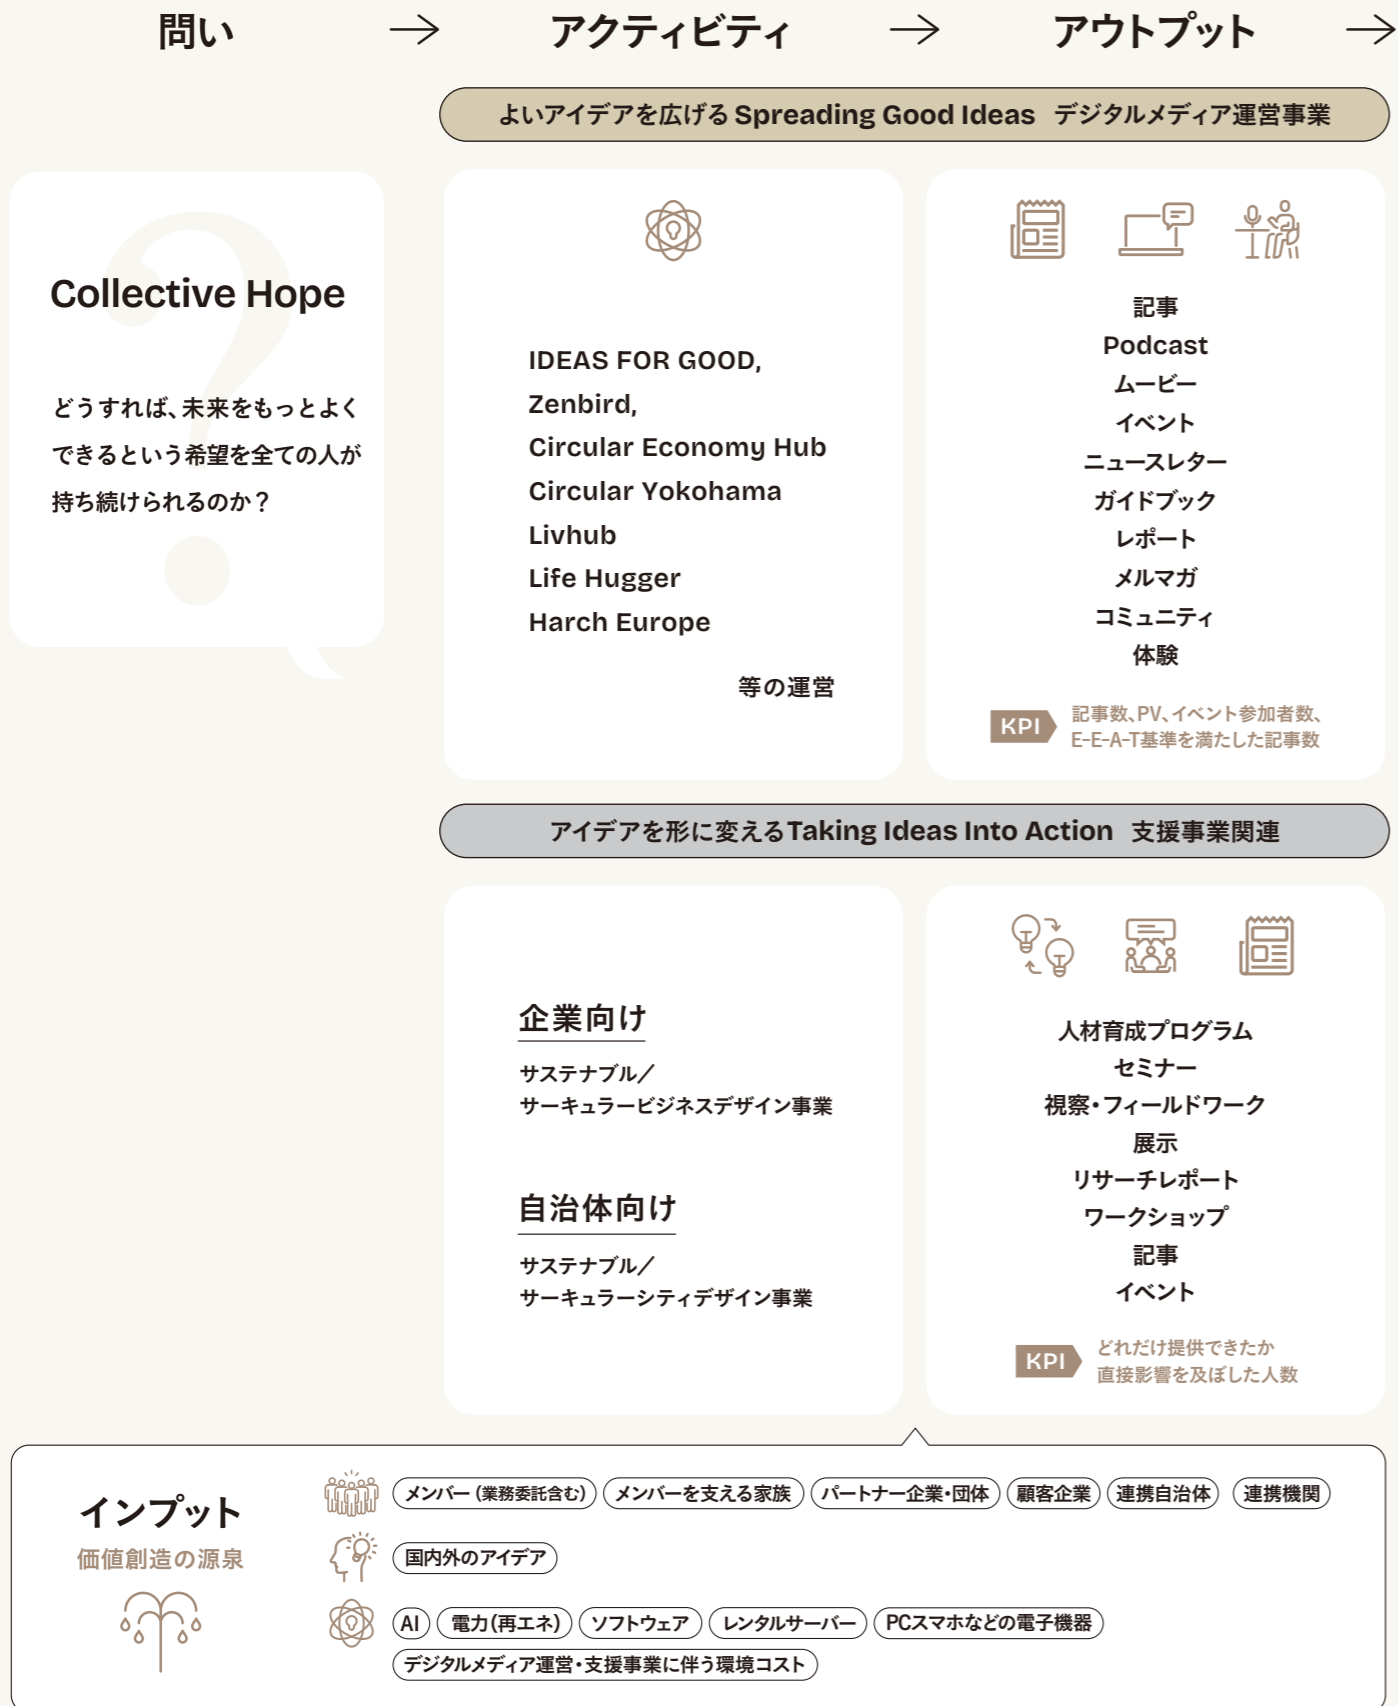 問い → アクティビティ → アウトプット →
よいアイデアを広げる Spreading Good Ideas デジタルメディア運営事業
Collective Hope
どうすれば、未来をもっとよく
できるという希望を全ての人が
持ち続けられるのか？
IDEAS FOR GOOD,
Zenbird,
Circular Economy Hub
Circular Yokohama
Livhub
Life Hugger
Harch Europe
等の運営
記事
Podcast
ムービー
イベント
ニュースレター
ガイドブック
レポート
メルマガ
コミュニティ
体験
KPI
記事数、PV、イベント参加者数、
E-E-A-T基準を満たした記事数
アイデアを形に変えるTaking Ideas Into Action 支援事業関連
企業向け
サステナブル／
サーキュラービジネスデザイン事業
自治体向け
サステナブル／
サーキュラーシティデザイン事業
人材育成プログラム
セミナー
視察・フィールドワーク
展示
リサーチレポート
ワークショップ
記事
イベント
KPI
どれだけ提供できたか
直接影響を及ぼした人数
インプット
価値創造の源泉
メンバー（業務委託含む） メンバーを支える家族 パートナー企業・団体 顧客企業 連携自治体 連携機関
国内外のアイデア
AI 電力（再エネ） ソフトウェア レンタルサーバー PCスマホなどの電子機器
デジタルメディア運営・支援事業に伴う環境コスト